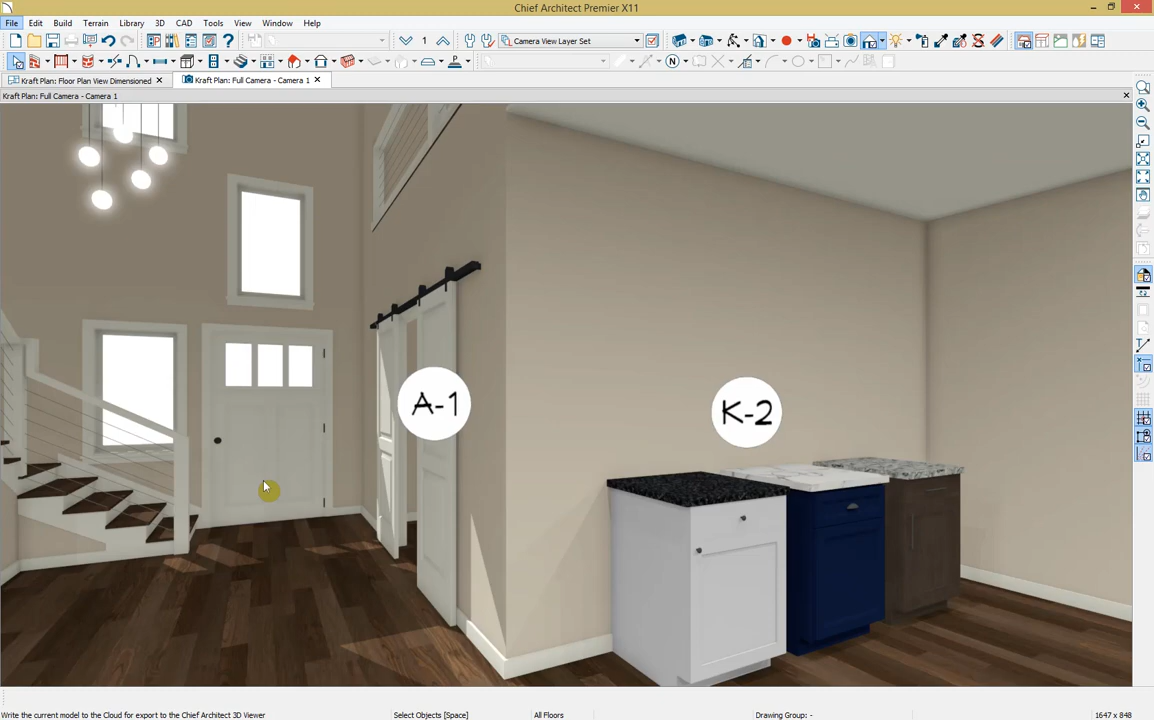 Chief Architect Premier X11
File Edit Build Terrain Library 3D CAD Tools View Window Help
1 Camera View Layer Set
N
Kraft Plan: Floor Plan View Dimensioned Kraft Plan: Full Camera - Camera 1
Kraft Plan: Full Camera - Camera 1
A-1
K-2
Write the current model to the Cloud for export to the Chief Architect 3D Viewer Select Objects [Space] All Floors Drawing Group: - 1647 x 848